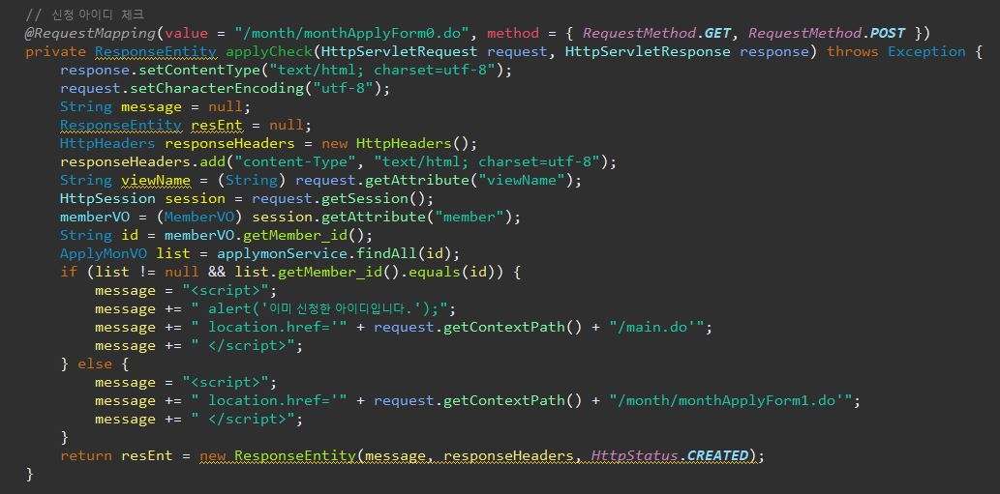 // 신청 아이디 체크
@RequestMapping(value = "/month/monthApplyForm0.do", method = { RequestMethod.GET, RequestMethod.POST })
private ResponseEntity applyCheck(HttpServletRequest request, HttpServletResponse response) throws Exception {
response.setContentType("text/html; charset=utf-8");
request.setCharacterEncoding("utf-8");
String message = null;
ResponseEntity resEnt = null;
HttpHeaders responseHeaders = new HttpHeaders();
responseHeaders.add("content-Type", "text/html; charset=utf-8");
String viewName = (String) request.getAttribute("viewName");
HttpSession session = request.getSession();
memberVO = (MemberVO) session.getAttribute("member");
String id = memberVO.getMember_id();
ApplyMonVO list = applymonService.findAll(id);
if (list != null && list.getMember_id().equals(id)) {
message = "<script>";
message += " alert('이미 신청한 아이디입니다.');";
message += " location.href='" + request.getContextPath() + "/main.do'";
message += " </script>";
} else {
message = "<script>";
message += " location.href='" + request.getContextPath() + "/month/monthApplyForm1.do'";
message += " </script>";
}
return resEnt = new ResponseEntity(message, responseHeaders, HttpStatus.CREATED);
}